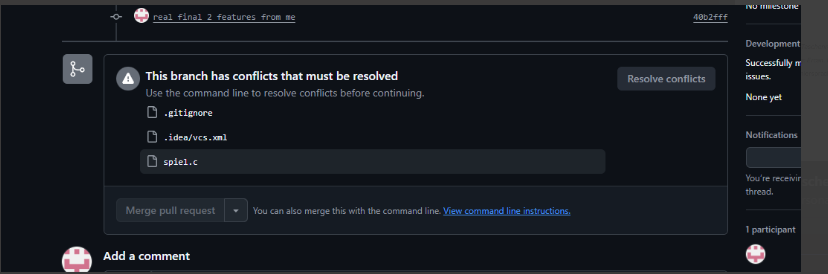 No milestone
real final 2 features from me 40b2fff
Development
Successfully m
issues.
This branch has conflicts that must be resolved
Resolve conflicts
Use the command line to resolve conflicts before continuing.
.gitignore
.idea/vcs.xml
spiel.c
None yet
Notifications
You're receivin
thread.
Merge pull request
You can also merge this with the command line. View command line instructions.
1 participant
Add a comment